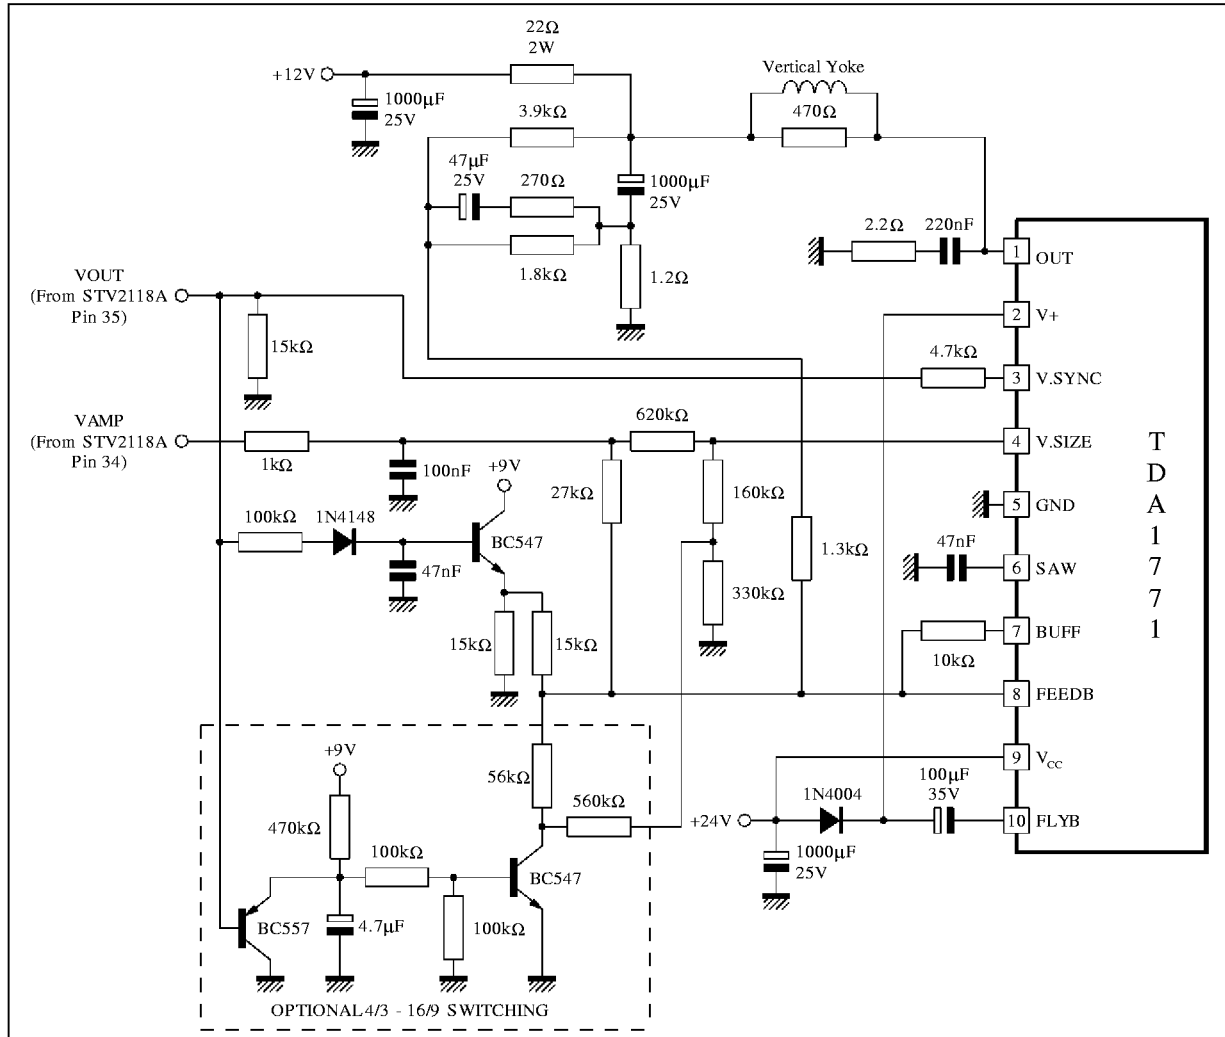 22Ω
2W
+12V
1000µF
25V
Vertical Yoke
470Ω
3.9kΩ
47µF
25V
270Ω
1000µF
25V
1.8kΩ
1.2Ω
2.2Ω
220nF
1
OUT
VOUT
(From STV2118A
Pin 35)
15kΩ
2
V+
4.7kΩ
3
V.SYNC
VAMP
(From STV2118A
Pin 34)
1kΩ
100nF
620kΩ
+9V
27kΩ
160kΩ
4
V.SIZE
TDA1771
5
GND
100kΩ
1N4148
BC547
47nF
1.3kΩ
47nF
6
SAW
330kΩ
15kΩ
15kΩ
7
BUFF
10kΩ
8
FEEDB
+9V
56kΩ
9
VCC
470kΩ
560kΩ
+24V
1N4004
100µF
35V
10
FLYB
1000µF
25V
100kΩ
BC547
BC557
4.7µF
100kΩ
OPTIONAL 4/3 - 16/9 SWITCHING